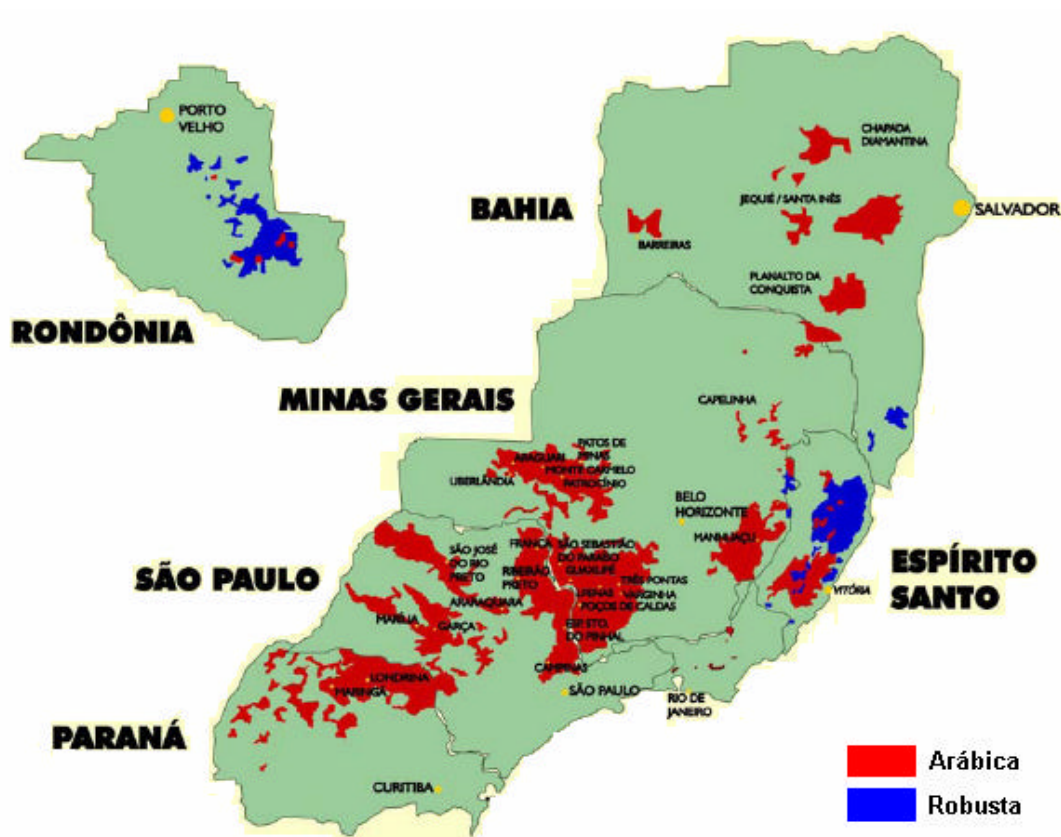 PORTO
VELHO
RONDÔNIA
BAHIA
CHAPADA
DIAMANTINA
JEQUIÉ / SANTA INÊS
SALVADOR
BARREIRAS
PLANALTO DA
CONQUISTA
MINAS GERAIS
CAPELINHA
PATOS DE
MINAS
ARAGUARI
MONTE CARMELO
UBERLÂNDIA
PATROCÍNIO
BELO
HORIZONTE
MANHUAÇU
ESPÍRITO
SANTO
VITÓRIA
SÃO PAULO
SÃO JOSÉ
DO RIO
PRETO
FRANCA
SÃO SEBASTIÃO
DO PARAÍSO
GUAXUPÉ
RIBEIRÃO
PRETO
TRÊS PONTAS
VARGINHA
POÇOS DE CALDAS
ARARAQUARA
MARÍLIA
GARÇA
ESP. STO.
DO PINHAL
CAMPINAS
LONDRINA
MARINGÁ
SÃO PAULO
RIO DE
JANEIRO
PARANÁ
CURITIBA
Arábica
Robusta